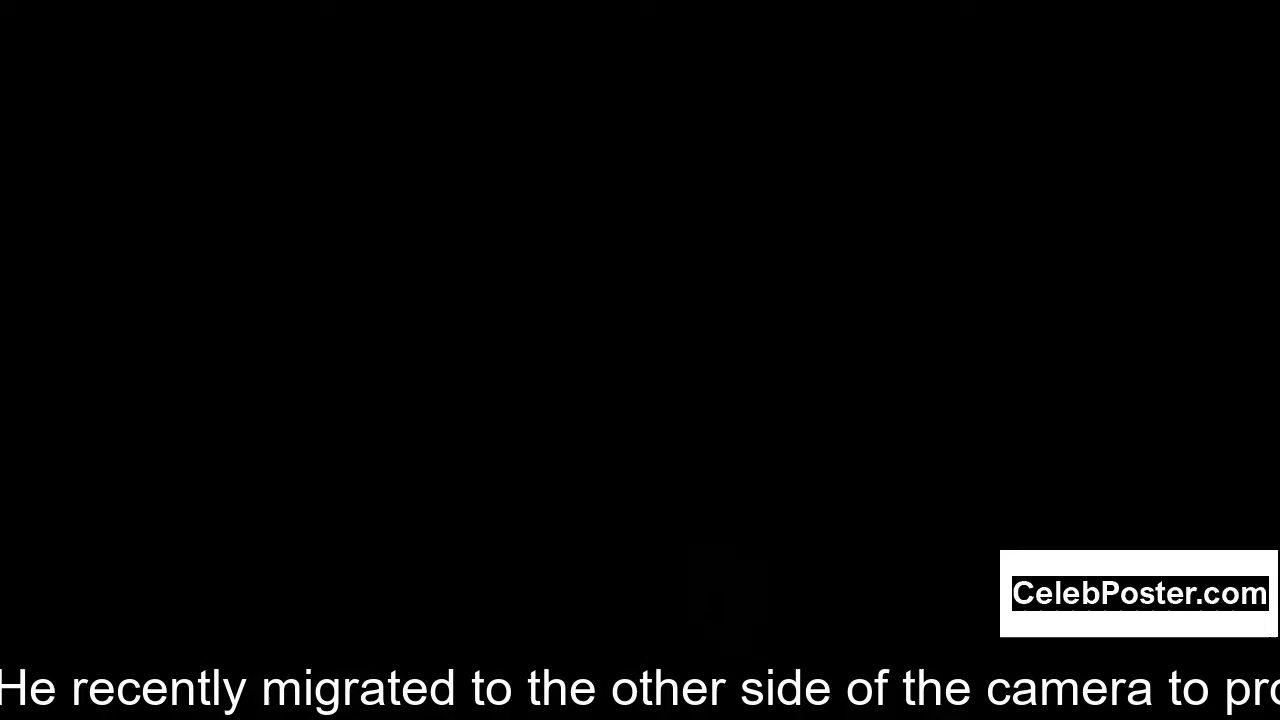 CelebPoster.com
He recently migrated to the other side of the camera to